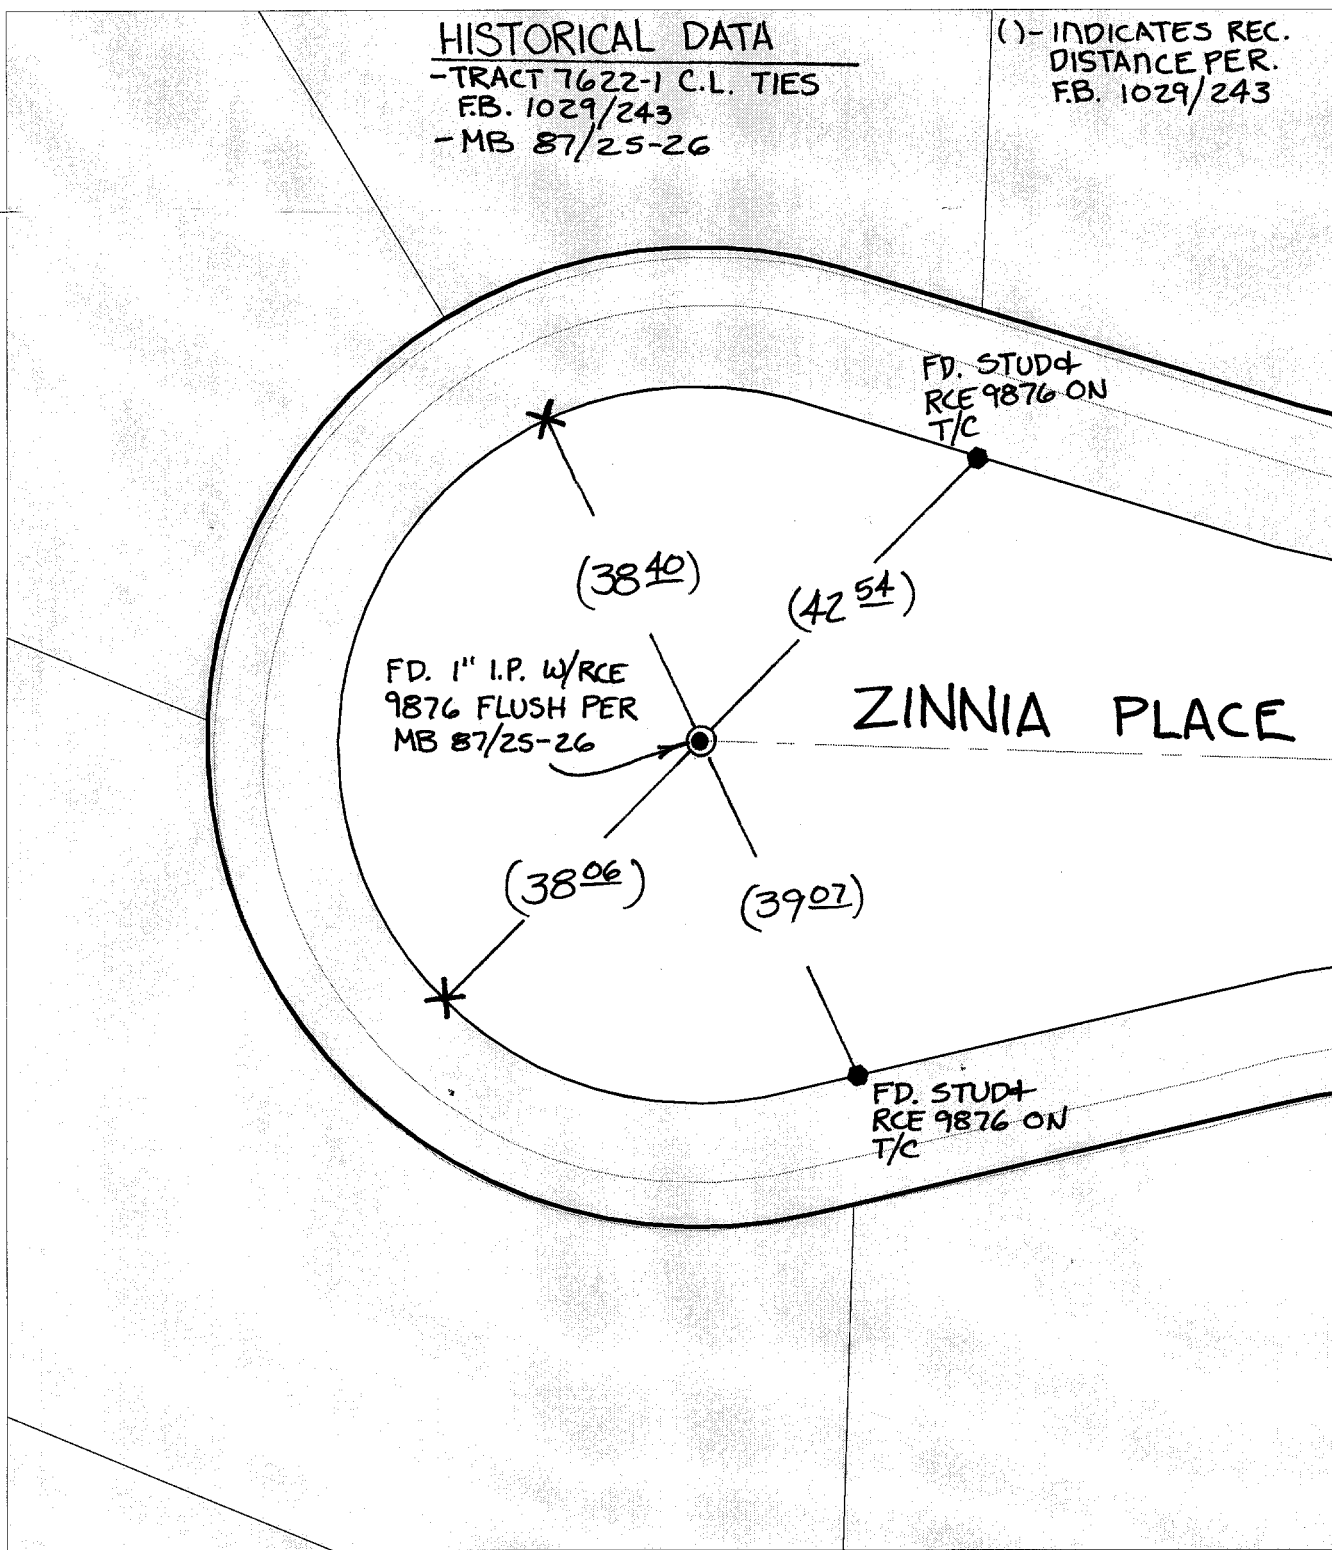 HISTORICAL DATA
-TRACT 7622-1 C.L. TIES
F.B. 1029/243
-MB 87/25-26
()-INDICATES REC.
DISTANCE PER.
F.B. 1029/243
FD. STUD&
RCE 9876 ON
T/C
(38 40)
(42 54)
FD. 1" I.P. W/RCE
9876 FLUSH PER
MB 87/25-26
ZINNIA PLACE
(38 06)
(39 07)
FD. STUD&
RCE 9876 ON
T/C